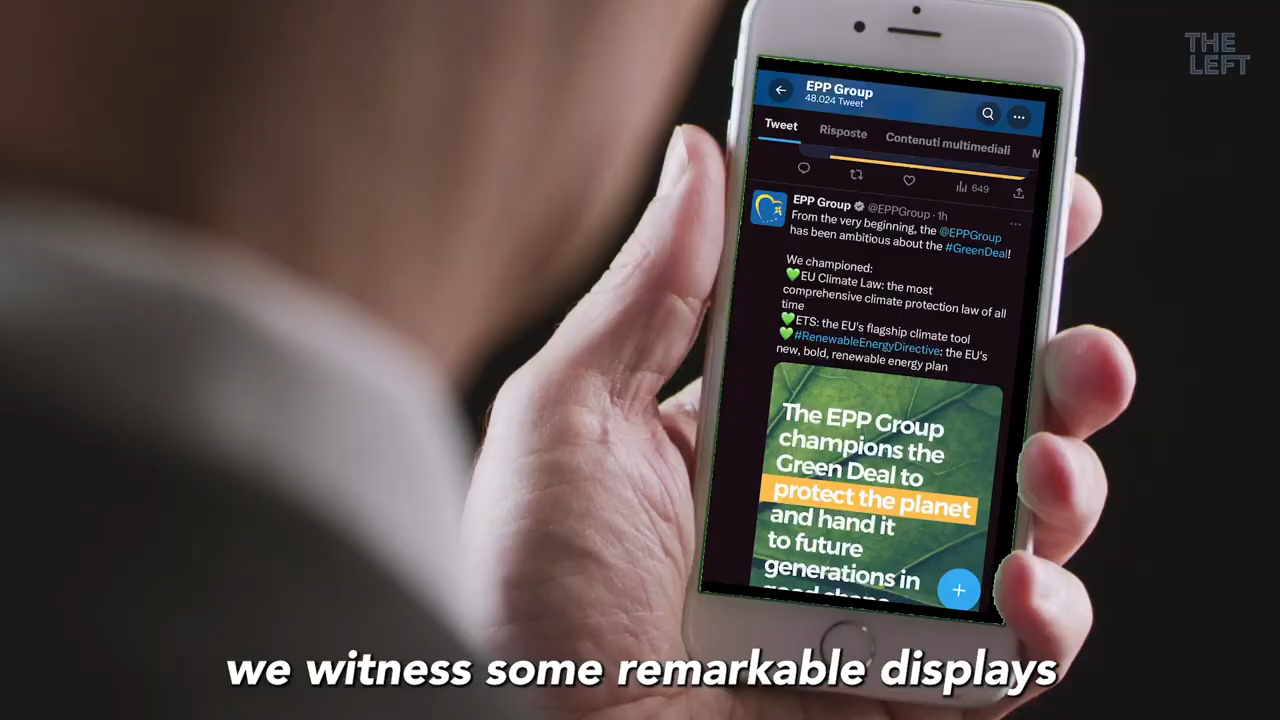 THE
LEFT
EPP Group
48.024 Tweet
Tweet Risposte Contenuti multimediali M
649
EPP Group @EPPGroup · 1h
From the very beginning, the @EPPGroup
has been ambitious about the #GreenDeal!
We championed:
💚EU Climate Law: the most
comprehensive climate protection law of all
time
💚ETS: the EU's flagship climate tool
💚#RenewableEnergyDirective: the EU's
new, bold, renewable energy plan
The EPP Group
champions the
Green Deal to
protect the planet
and hand it
to future
generations in
good shape
we witness some remarkable displays